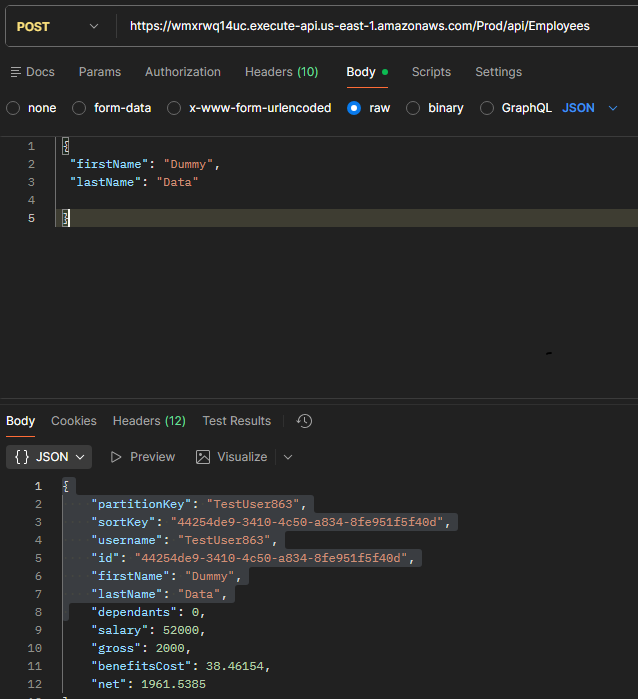 POST https://wmxrwq14uc.execute-api.us-east-1.amazonaws.com/Prod/api/Employees
Docs Params Authorization Headers (10) Body Scripts Settings
none form-data x-www-form-urlencoded raw binary GraphQL JSON
1 {
2 "firstName": "Dummy",
3 "lastName": "Data"
4
5 }
Body Cookies Headers (12) Test Results
{} JSON Preview Visualize
1 {
2 "partitionKey": "TestUser863",
3 "sortKey": "44254de9-3410-4c50-a834-8fe951f5f40d",
4 "username": "TestUser863",
5 "id": "44254de9-3410-4c50-a834-8fe951f5f40d",
6 "firstName": "Dummy",
7 "lastName": "Data",
8 "dependants": 0,
9 "salary": 52000,
10 "gross": 2000,
11 "benefitsCost": 38.46154,
12 "net": 1961.5385